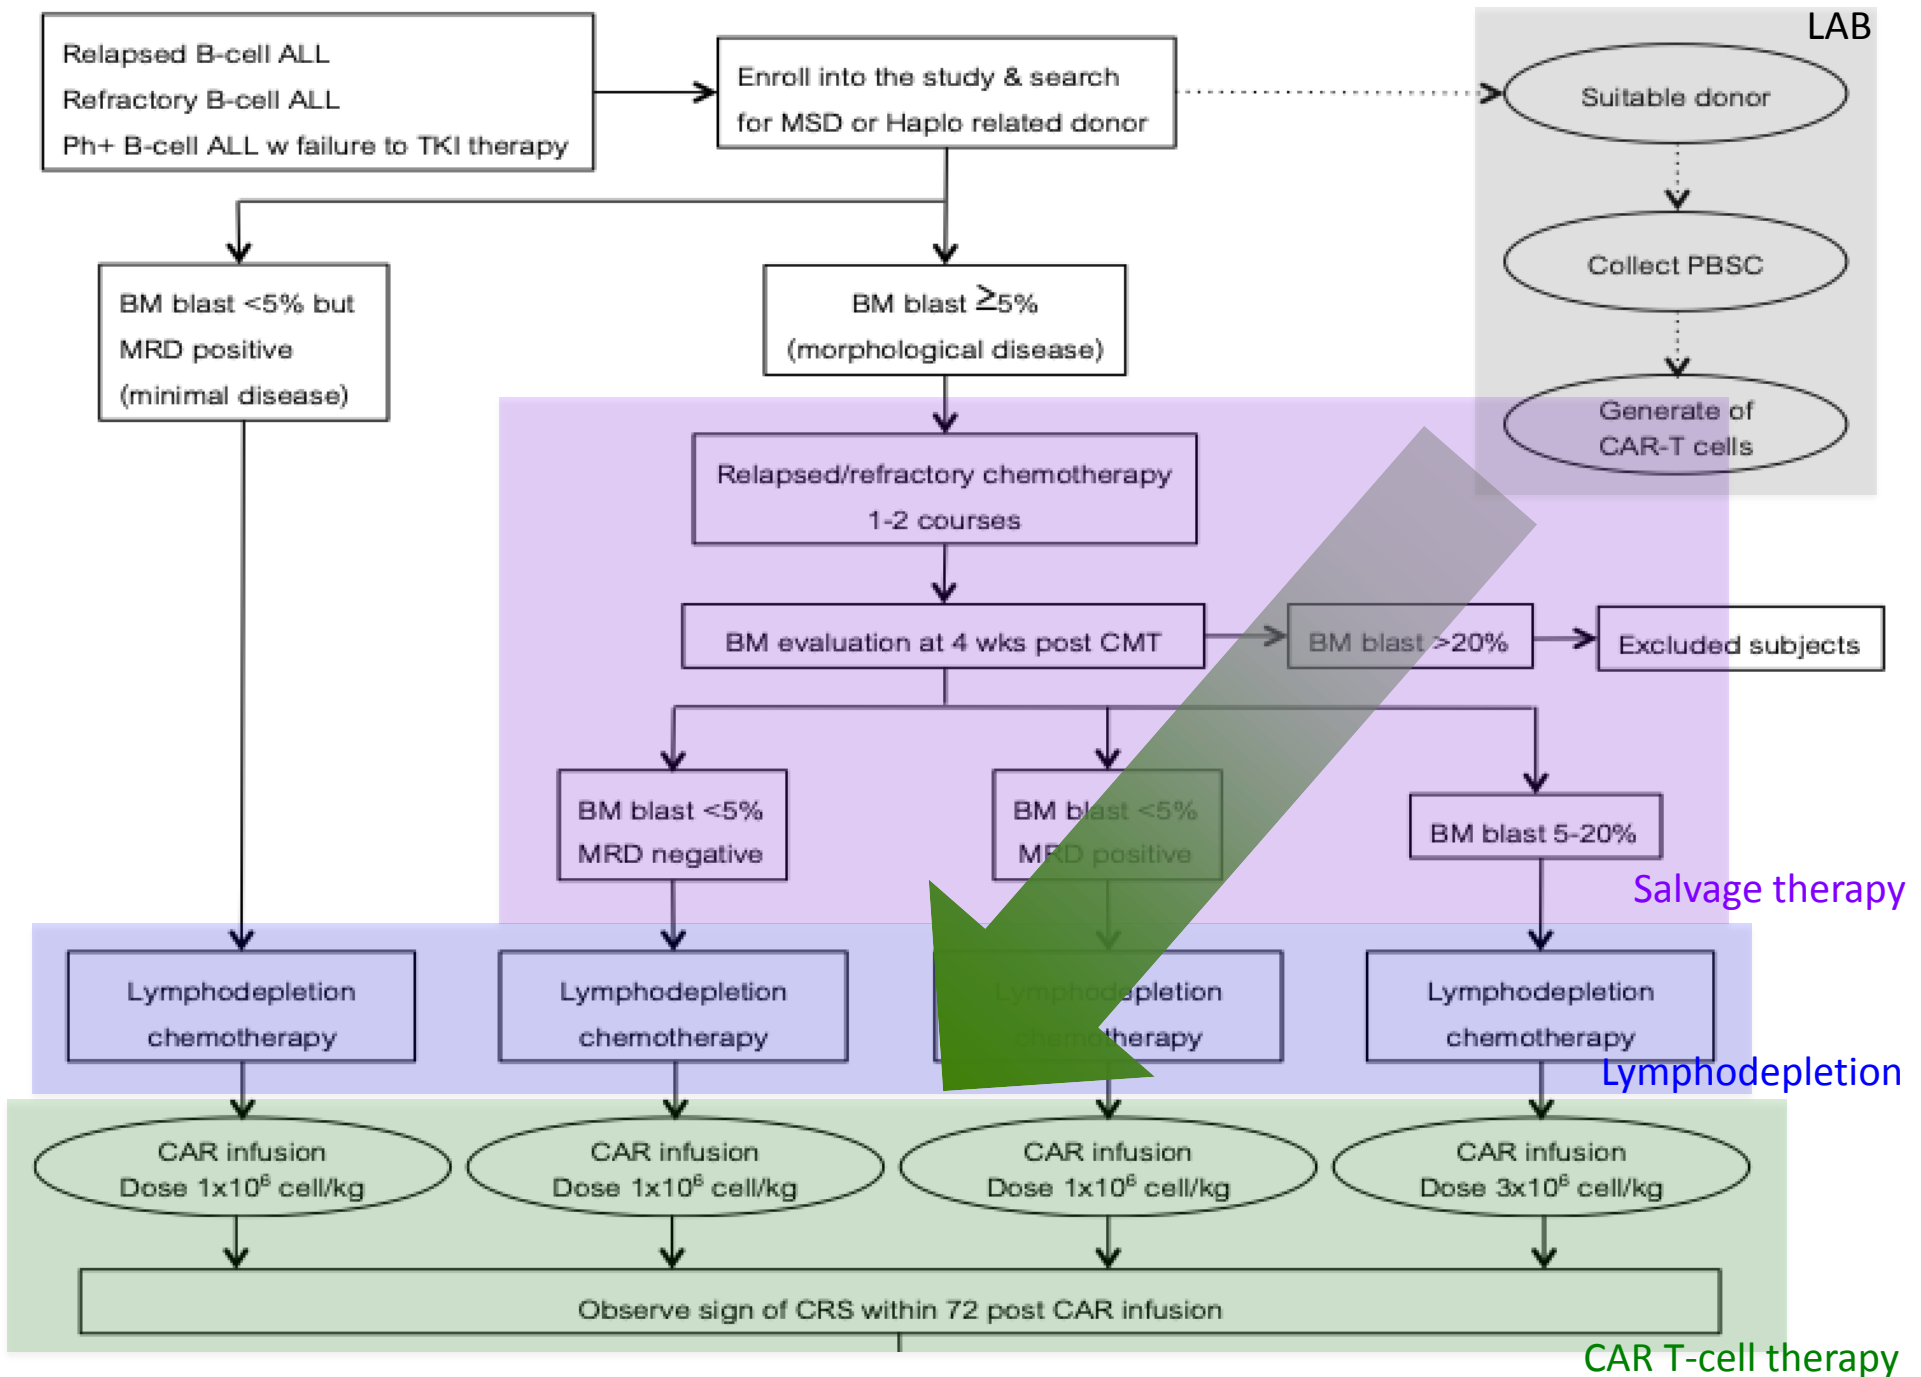 LAB
Relapsed B-cell ALL
Refractory B-cell ALL
Ph+ B-cell ALL w failure to TKI therapy
Enroll into the study & search
for MSD or Haplo related donor
Suitable donor
Collect PBSC
Generate of
CAR-T cells
BM blast <5% but
MRD positive
(minimal disease)
BM blast ≥5%
(morphological disease)
Relapsed/refractory chemotherapy
1-2 courses
BM evaluation at 4 wks post CMT
BM blast >20%
Excluded subjects
BM blast <5%
MRD negative
BM blast <5%
MRD positive
BM blast 5-20%
Salvage therapy
Lymphodepletion
chemotherapy
Lymphodepletion
chemotherapy
Lymphodepletion
chemotherapy
Lymphodepletion
chemotherapy
Lymphodepletion
CAR infusion
Dose 1x10⁶ cell/kg
CAR infusion
Dose 1x10⁶ cell/kg
CAR infusion
Dose 1x10⁶ cell/kg
CAR infusion
Dose 3x10⁶ cell/kg
Observe sign of CRS within 72 post CAR infusion
CAR T-cell therapy